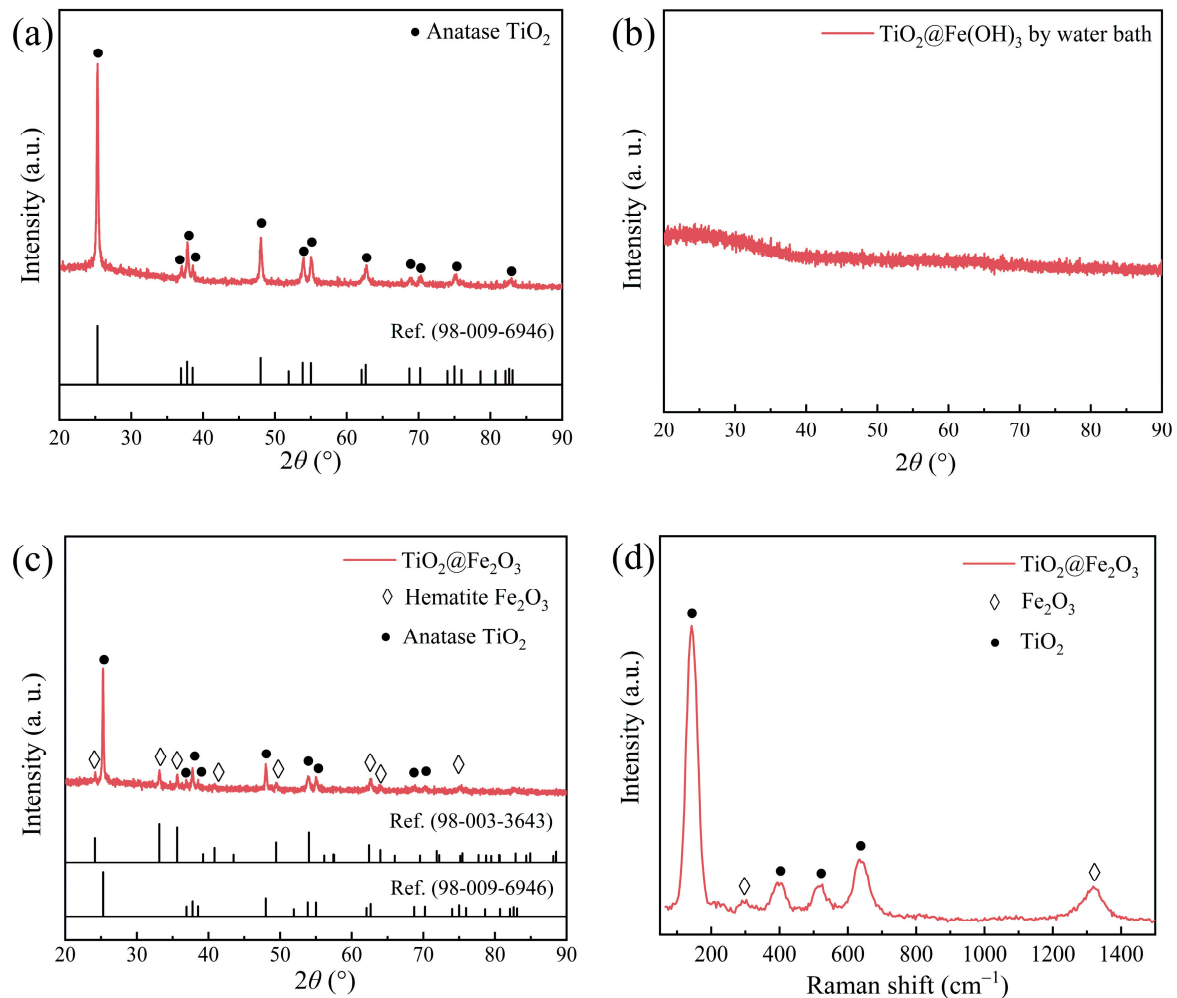 (a)
● Anatase TiO₂
Intensity (a.u.)
Ref. (98-009-6946)
20 30 40 50 60 70 80 90
2θ (°)
(b)
TiO₂@Fe(OH)₃ by water bath
Intensity (a. u.)
20 30 40 50 60 70 80 90
2θ (°)
(c)
TiO₂@Fe₂O₃
◊ Hematite Fe₂O₃
● Anatase TiO₂
Intensity (a. u.)
Ref. (98-003-3643)
Ref. (98-009-6946)
20 30 40 50 60 70 80 90
2θ (°)
(d)
TiO₂@Fe₂O₃
◊ Fe₂O₃
● TiO₂
Intensity (a.u.)
200 400 600 800 1000 1200 1400
Raman shift (cm⁻¹)